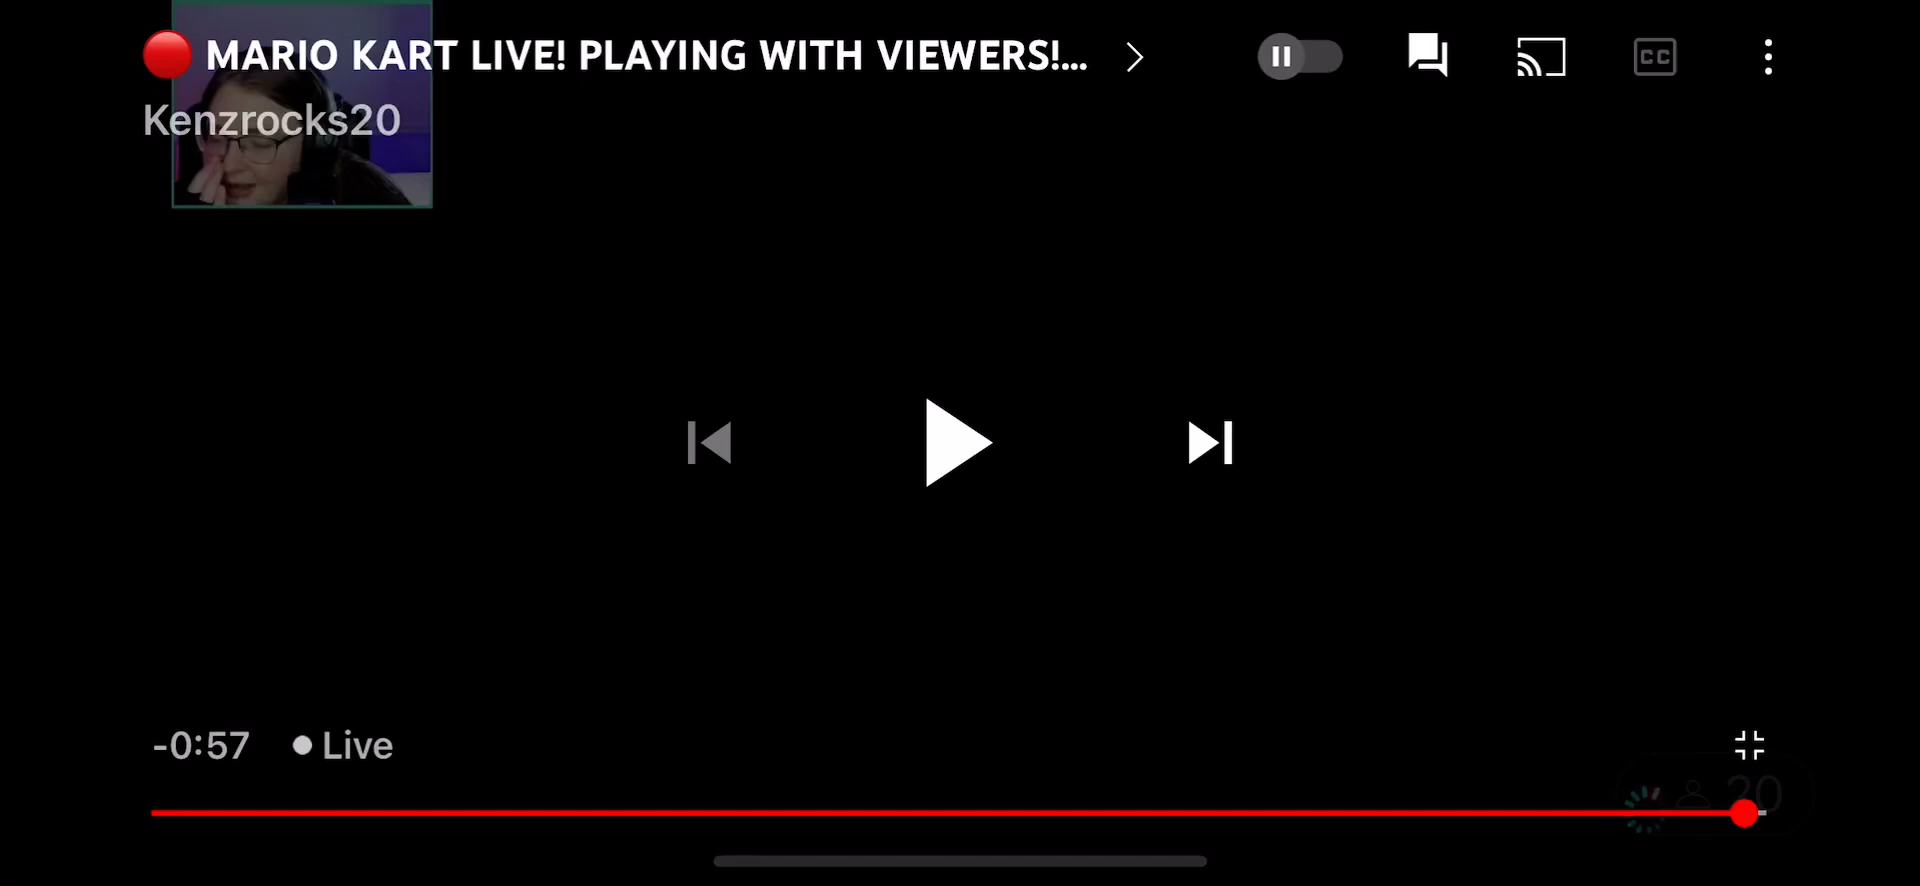 🔴 MARIO KART LIVE! PLAYING WITH VIEWERS!...
CC
Kenzrocks20
-0:57 Live
20